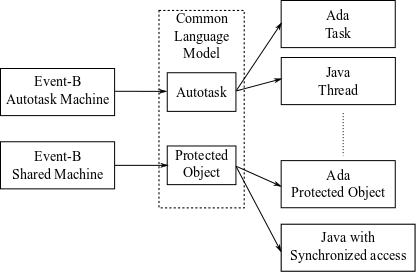 Common
Language
Model
Event-B
Autotask Machine
Autotask
Ada
Task
Java
Thread
Event-B
Shared Machine
Protected
Object
Ada
Protected Object
Java with
Synchronized access